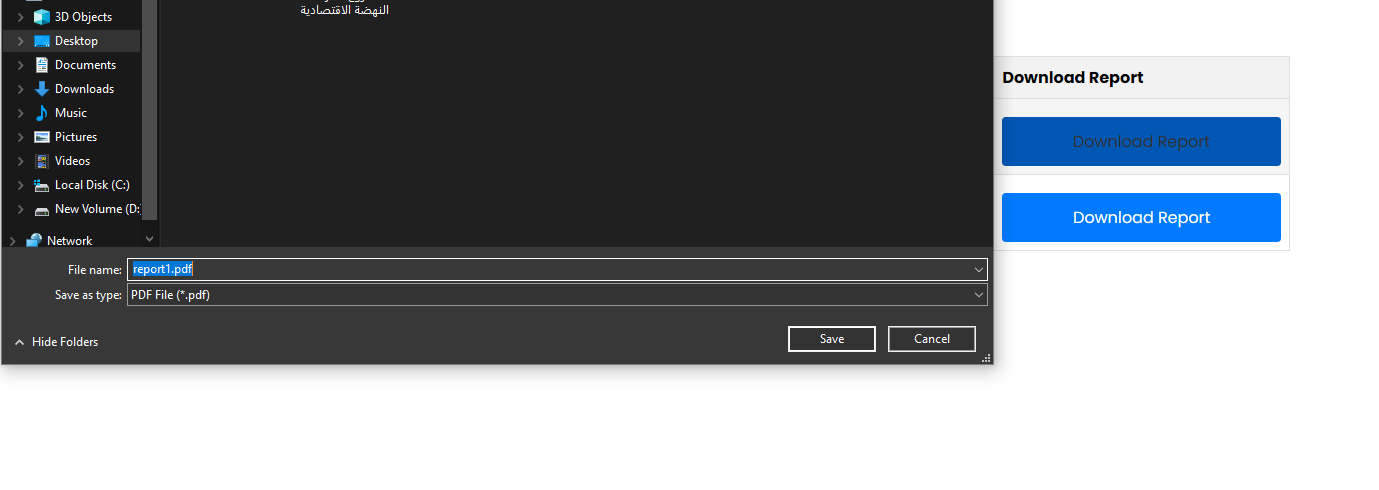 النهضة الاقتصادية
3D Objects
Desktop
Documents
Downloads
Music
Pictures
Videos
Local Disk (C:)
New Volume (D:
Network
File name: report1.pdf
Save as type: PDF File (*.pdf)
Hide Folders
Save
Cancel
Download Report
Download Report
Download Report